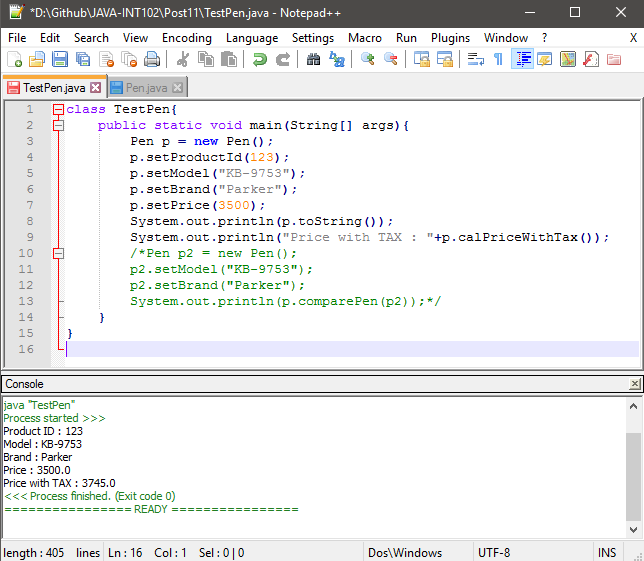 *D:\Github\JAVA-INT102\Post11\TestPen.java - Notepad++
File Edit Search View Encoding Language Settings Macro Run Plugins Window ? X
TestPen.java Pen.java
1 class TestPen{
2 public static void main(String[] args){
3 Pen p = new Pen();
4 p.setProductId(123);
5 p.setModel("KB-9753");
6 p.setBrand("Parker");
7 p.setPrice(3500);
8 System.out.println(p.toString());
9 System.out.println("Price with TAX : "+p.calPriceWithTax());
10 /*Pen p2 = new Pen();
11 p2.setModel("KB-9753");
12 p2.setBrand("Parker");
13 System.out.println(p.comparePen(p2));*/
14 }
15 }
16
Console
java "TestPen"
Process started >>>
Product ID : 123
Model : KB-9753
Brand : Parker
Price : 3500.0
Price with TAX : 3745.0
<<< Process finished. (Exit code 0)
================ READY ================
length : 405 lines Ln : 16 Col : 1 Sel : 0 | 0 Dos\Windows UTF-8 INS